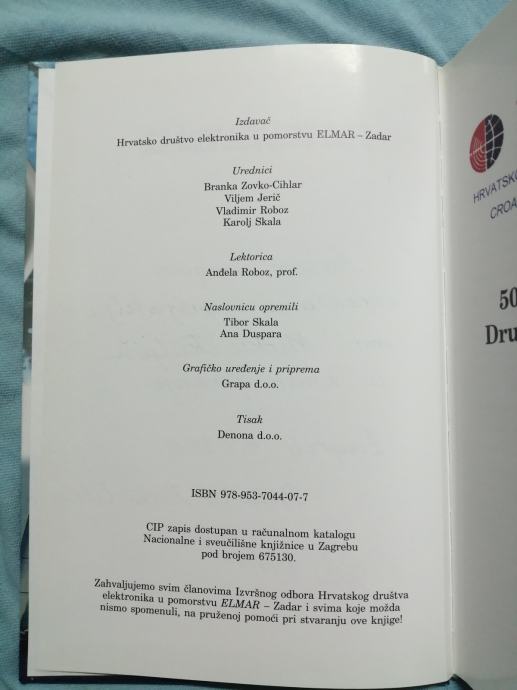 Izdavač
Hrvatsko društvo elektronika u pomorstvu ELMAR – Zadar
Urednici
Branka Zovko-Cihlar
Viljem Jerič
Vladimir Roboz
Karolj Skala
Lektorica
Anđela Roboz, prof.
Naslovnicu opremili
Tibor Skala
Ana Duspara
Grafičko uređenje i priprema
Grapa d.o.o.
Tisak
Denona d.o.o.
ISBN 978-953-7044-07-7
CIP zapis dostupan u računalnom katalogu
Nacionalne i sveučilišne knjižnice u Zagrebu
pod brojem 675130.
Zahvaljujemo svim članovima Izvršnog odbora Hrvatskog društva
elektronika u pomorstvu ELMAR – Zadar i svima koje možda
nismo spomenuli, na pruženoj pomoći pri stvaranju ove knjige!
HRVATSKO
CROA
50
Dru